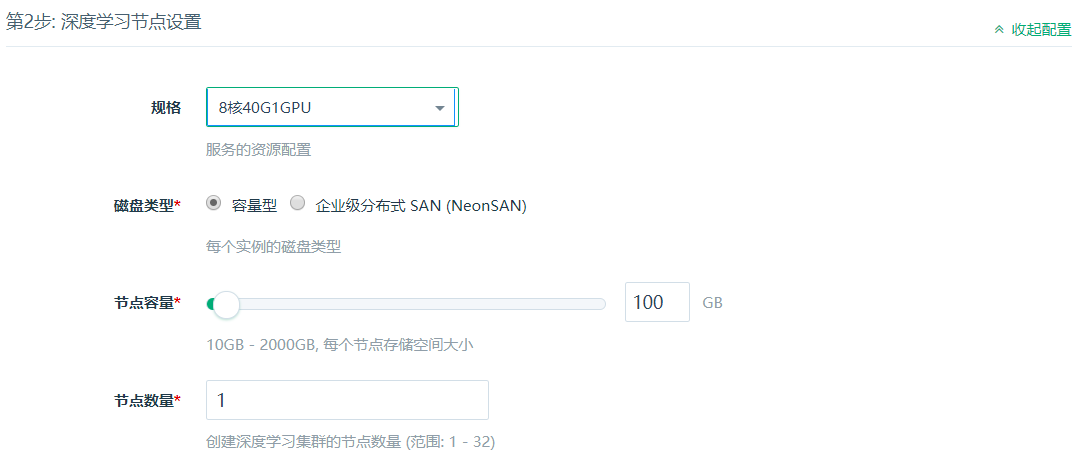 第2步: 深度学习节点设置
收起配置
规格
8核40G1GPU
服务的资源配置
磁盘类型* 容量型 企业级分布式 SAN (NeonSAN)
每个实例的磁盘类型
节点容量* 100 GB
10GB - 2000GB, 每个节点存储空间大小
节点数量* 1
创建深度学习集群的节点数量 (范围: 1 - 32)